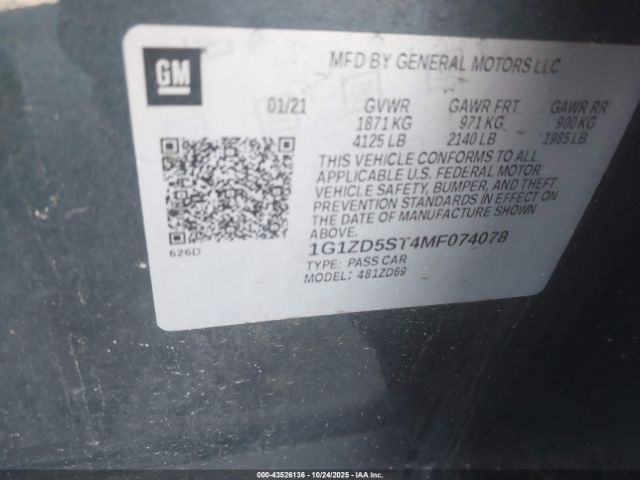 GM
MFD BY GENERAL MOTORS LLC
01/21 GVWR GAWR FRT GAWR RR
1871 KG 971 KG 900 KG
4125 LB 2140 LB 1985 LB
THIS VEHICLE CONFORMS TO ALL
APPLICABLE U.S. FEDERAL MOTOR
VEHICLE SAFETY, BUMPER, AND THEFT
PREVENTION STANDARDS IN EFFECT ON
THE DATE OF MANUFACTURE SHOWN
ABOVE.
626D
1G1ZD5ST4MF074078
TYPE: PASS CAR
MODEL: 481ZD69
000-43526136 - 10/24/2025 - IAA Inc.